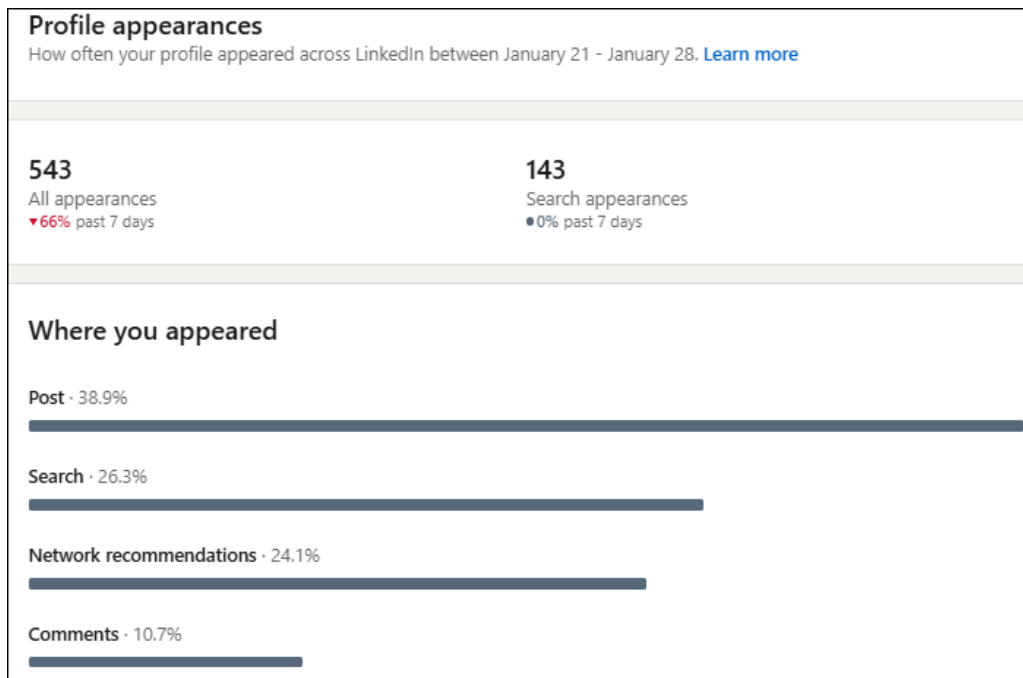 Profile appearances
How often your profile appeared across LinkedIn between January 21 - January 28. Learn more
543
All appearances
▼66% past 7 days
143
Search appearances
●0% past 7 days
Where you appeared
Post · 38.9%
Search · 26.3%
Network recommendations · 24.1%
Comments · 10.7%